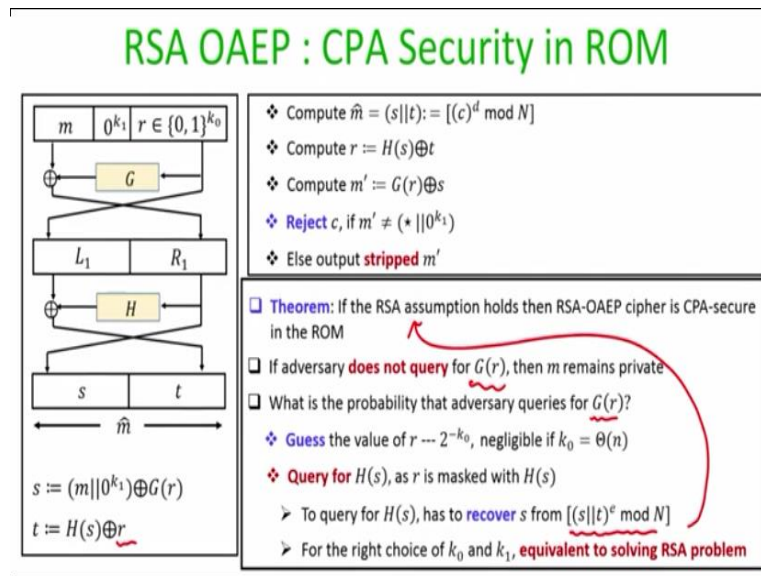 RSA OAEP : CPA Security in ROM
m 0^{k_1} r ∈ {0,1}^{k_0}
⊕ G
L_1 R_1
⊕ H
s t
m̂
s := (m||0^{k_1})⊕G(r)
t := H(s)⊕r
❖ Compute m̂ = (s||t): = [(c)^d mod N]
❖ Compute r := H(s)⊕t
❖ Compute m′ := G(r)⊕s
❖ Reject c, if m′ ≠ (⋆ ||0^{k_1})
❖ Else output stripped m′
❑ Theorem: If the RSA assumption holds then RSA-OAEP cipher is CPA-secure
in the ROM
❑ If adversary does not query for G(r), then m remains private
❑ What is the probability that adversary queries for G(r)?
❖ Guess the value of r --- 2^{-k_0}, negligible if k_0 = Θ(n)
❖ Query for H(s), as r is masked with H(s)
➢ To query for H(s), has to recover s from [(s||t)^e mod N]
➢ For the right choice of k_0 and k_1, equivalent to solving RSA problem